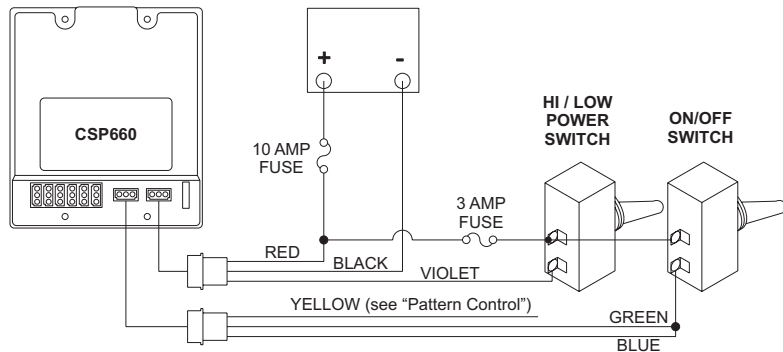 + -
HI / LOW
POWER
SWITCH
ON/OFF
SWITCH
CSP660
10 AMP
FUSE
3 AMP
FUSE
RED
BLACK
VIOLET
YELLOW (see “Pattern Control”)
GREEN
BLUE